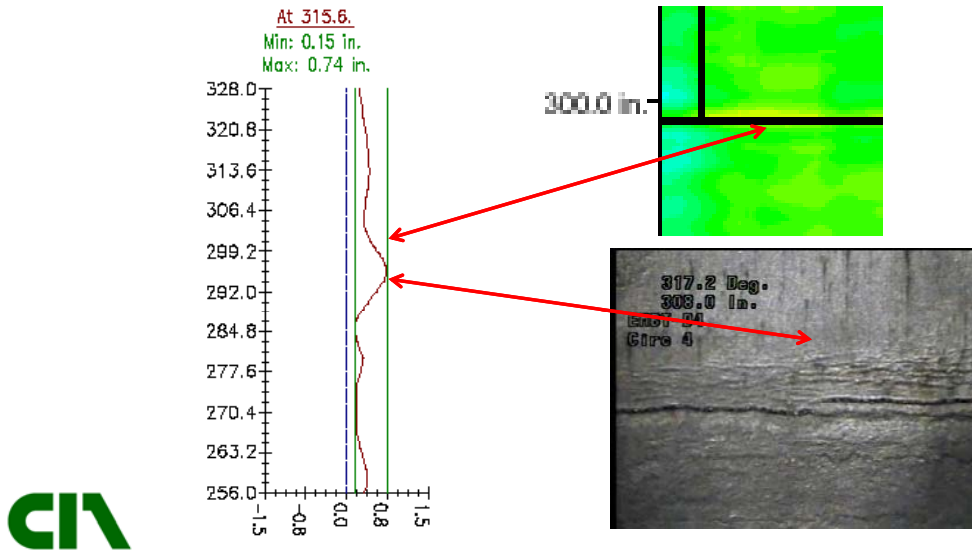 At 315.6.
Min: 0.15 in.
Max: 0.74 in.
328.0
320.8
313.6
306.4
299.2
292.0
284.8
277.6
270.4
263.2
256.0
-1.5
-0.8
0.0
0.8
1.5
300.0 in.
317.2 Deg.
308.0 In.
Circ 4
CIA